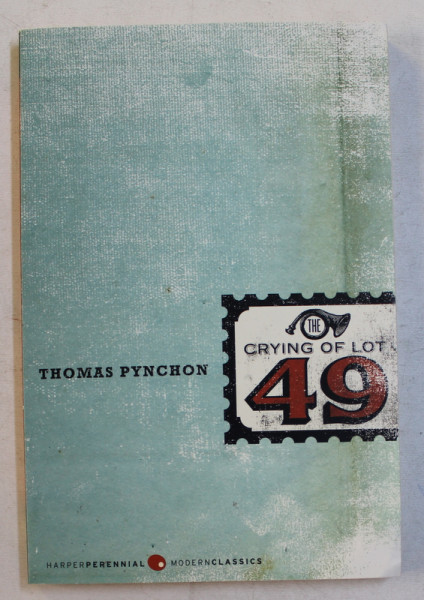 THE
CRYING OF LOT
THOMAS PYNCHON
49
HARPERPERENNIAL MODERNCLASSICS